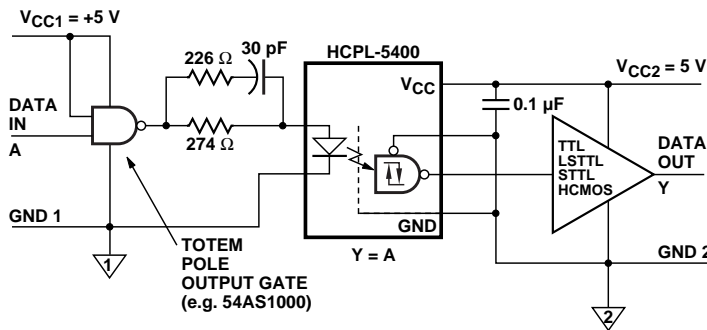 VCC1 = +5 V
DATA
IN
A
GND 1
1
226 Ω
30 pF
274 Ω
TOTEM
POLE
OUTPUT GATE
(e.g. 54AS1000)
HCPL-5400
VCC
GND
Y = A
0.1 µF
VCC2 = 5 V
TTL
LSTTL
STTL
HCMOS
DATA
OUT
Y
GND 2
2